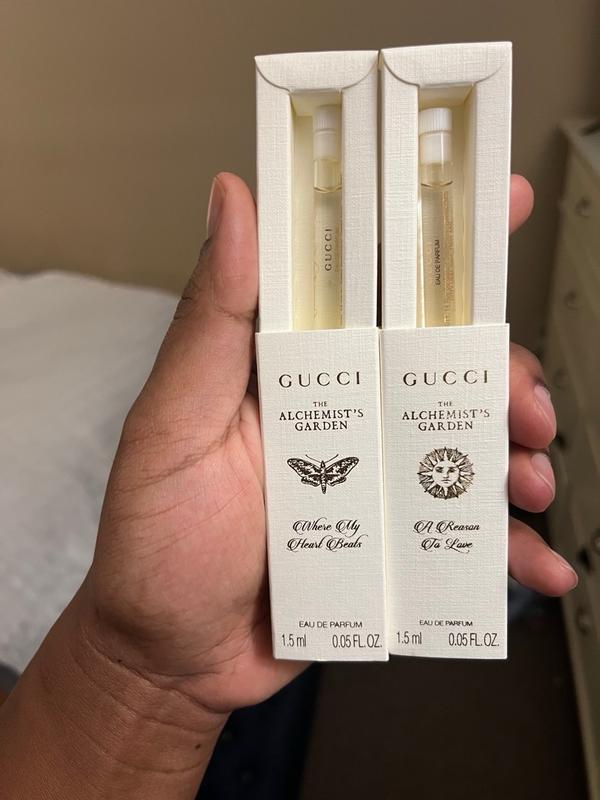 GUCCI
GUCCI
THE
ALCHEMIST'S
GARDEN
Where My
Heart Beats
EAU DE PARFUM
1.5 ml 0.05 FL.OZ.
GUCCI
EAU DE PARFUM
GUCCI
THE
ALCHEMIST'S
GARDEN
A Reason
To Love
EAU DE PARFUM
1.5 ml 0.05 FL.OZ.